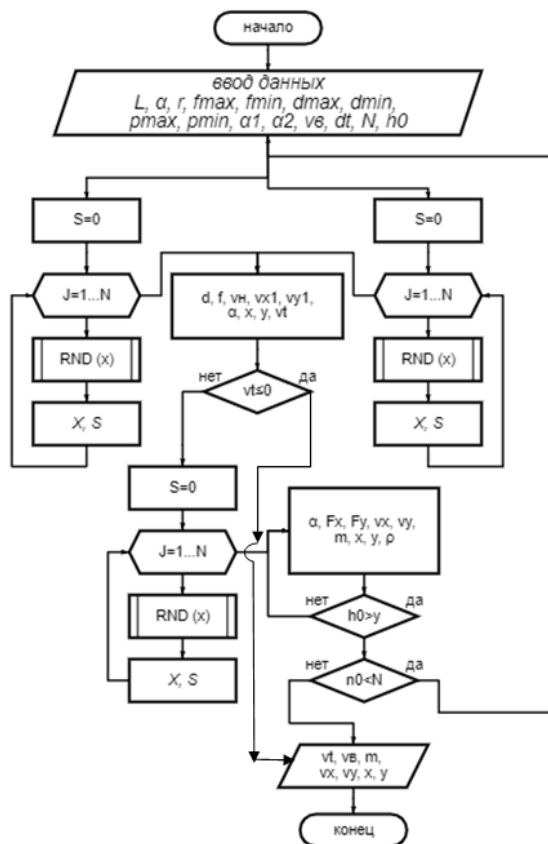 начало
ввод данных
L, α, r, fmax, fmin, dmax, dmin,
pmax, pmin, α1, α2, vв, dt, N, h0
S=0
S=0
J=1...N
d, f, vн, vx1, vy1,
α, x, y, vt
J=1...N
RND (x)
RND (x)
нет
vt≤0
да
X, S
X, S
S=0
α, Fx, Fy, vx, vy,
m, x, y, ρ
J=1...N
RND (x)
нет
h0>y
да
X, S
нет
n0<N
да
vt, vв, m,
vx, vy, x, y
конец